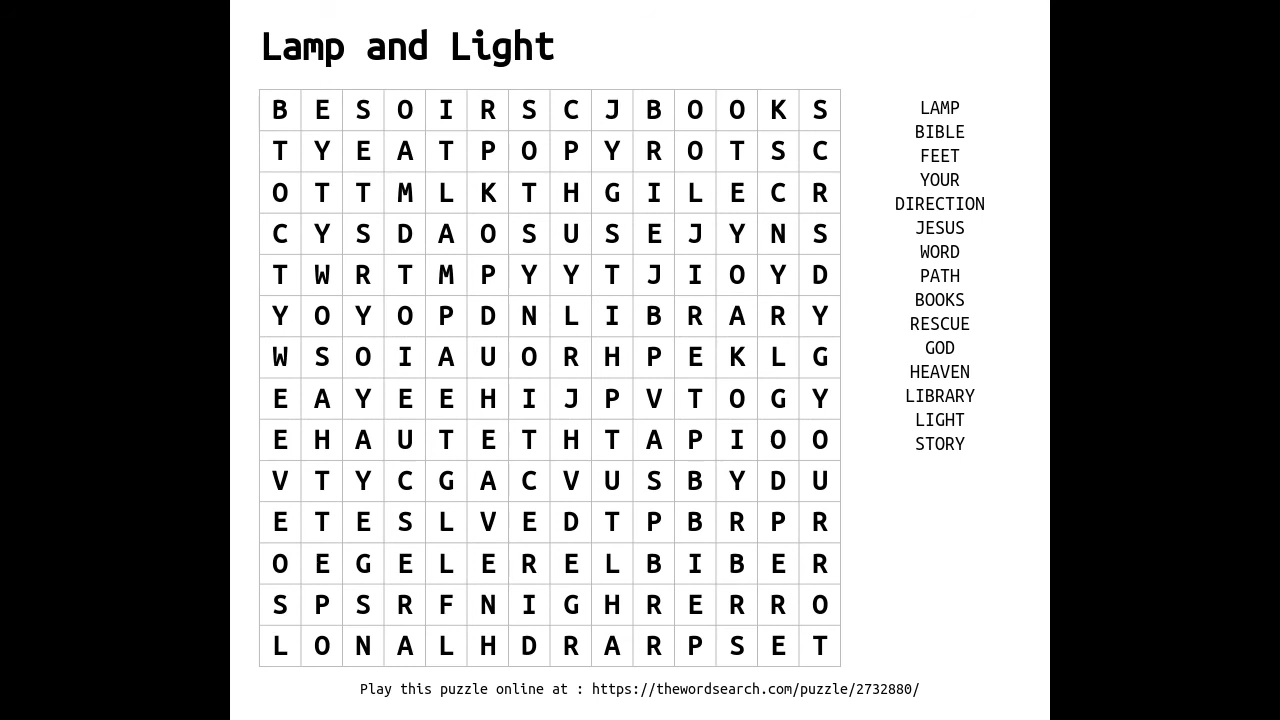 Lamp and Light
B E S O I R S C J B O O K S
T Y E A T P O P Y R O T S C
O T T M L K T H G I L E C R
C Y S D A O S U S E J Y N S
T W R T M P Y Y T J I O Y D
Y O Y O P D N L I B R A R Y
W S O I A U O R H P E K L G
E A Y E E H I J P V T O G Y
E H A U T E T H T A P I O O
V T Y C G A C V U S B Y D U
E T E S L V E D T P B R P R
O E G E L E R E L B I B E R
S P S R F N I G H R E R R O
L O N A L H D R A R P S E T
LAMP
BIBLE
FEET
YOUR
DIRECTION
JESUS
WORD
PATH
BOOKS
RESCUE
GOD
HEAVEN
LIBRARY
LIGHT
STORY
Play this puzzle online at : https://thewordsearch.com/puzzle/2732880/